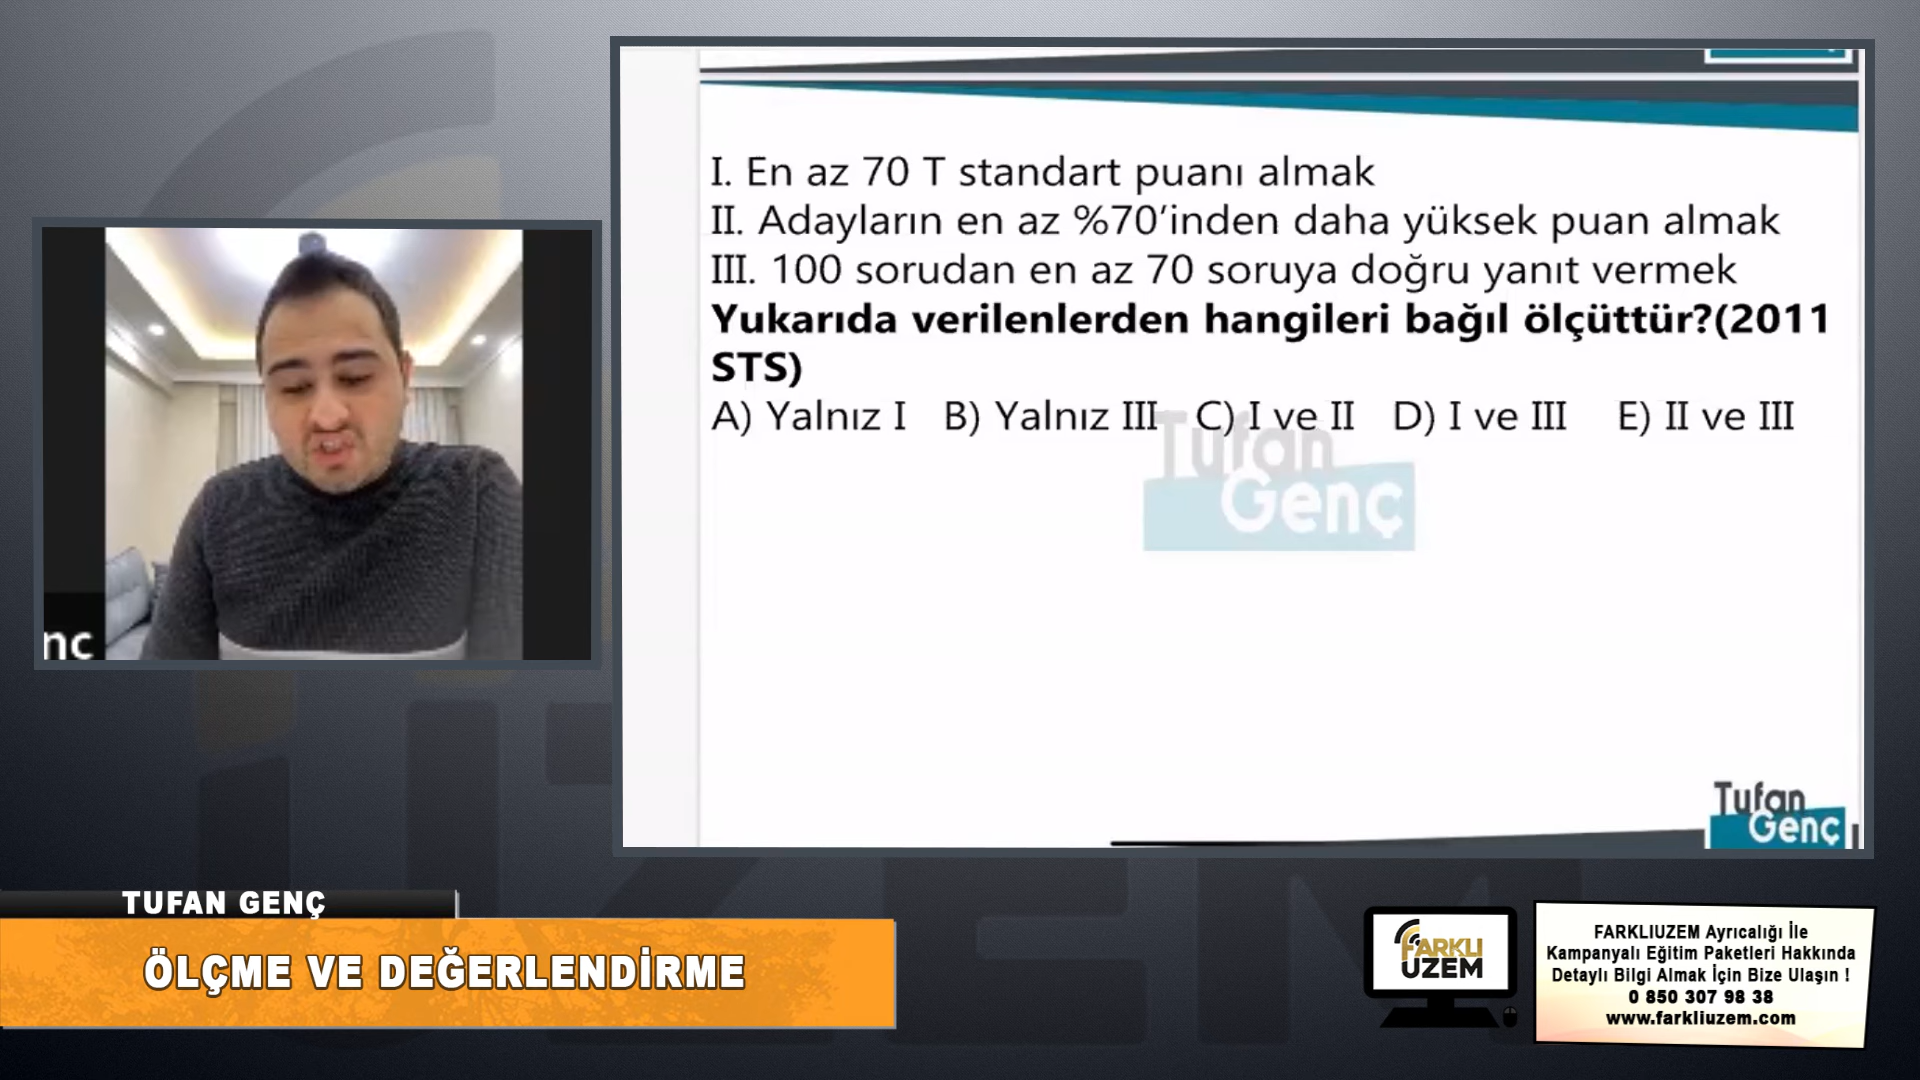 I. En az 70 T standart puanı almak
II. Adayların en az %70’inden daha yüksek puan almak
III. 100 sorudan en az 70 soruya doğru yanıt vermek
Yukarıda verilenlerden hangileri bağıl ölçüttür?(2011
STS)
A) Yalnız I B) Yalnız III C) I ve II D) I ve III E) II ve III
Tufan
Genç
Tufan
Genç
nç
TUFAN GENÇ
ÖLÇME VE DEĞERLENDİRME
FARKLI
UZEM
FARKLIUZEM Ayrıcalığı İle
Kampanyalı Eğitim Paketleri Hakkında
Detaylı Bilgi Almak İçin Bize Ulaşın !
0 850 307 98 38
www.farkliuzem.com